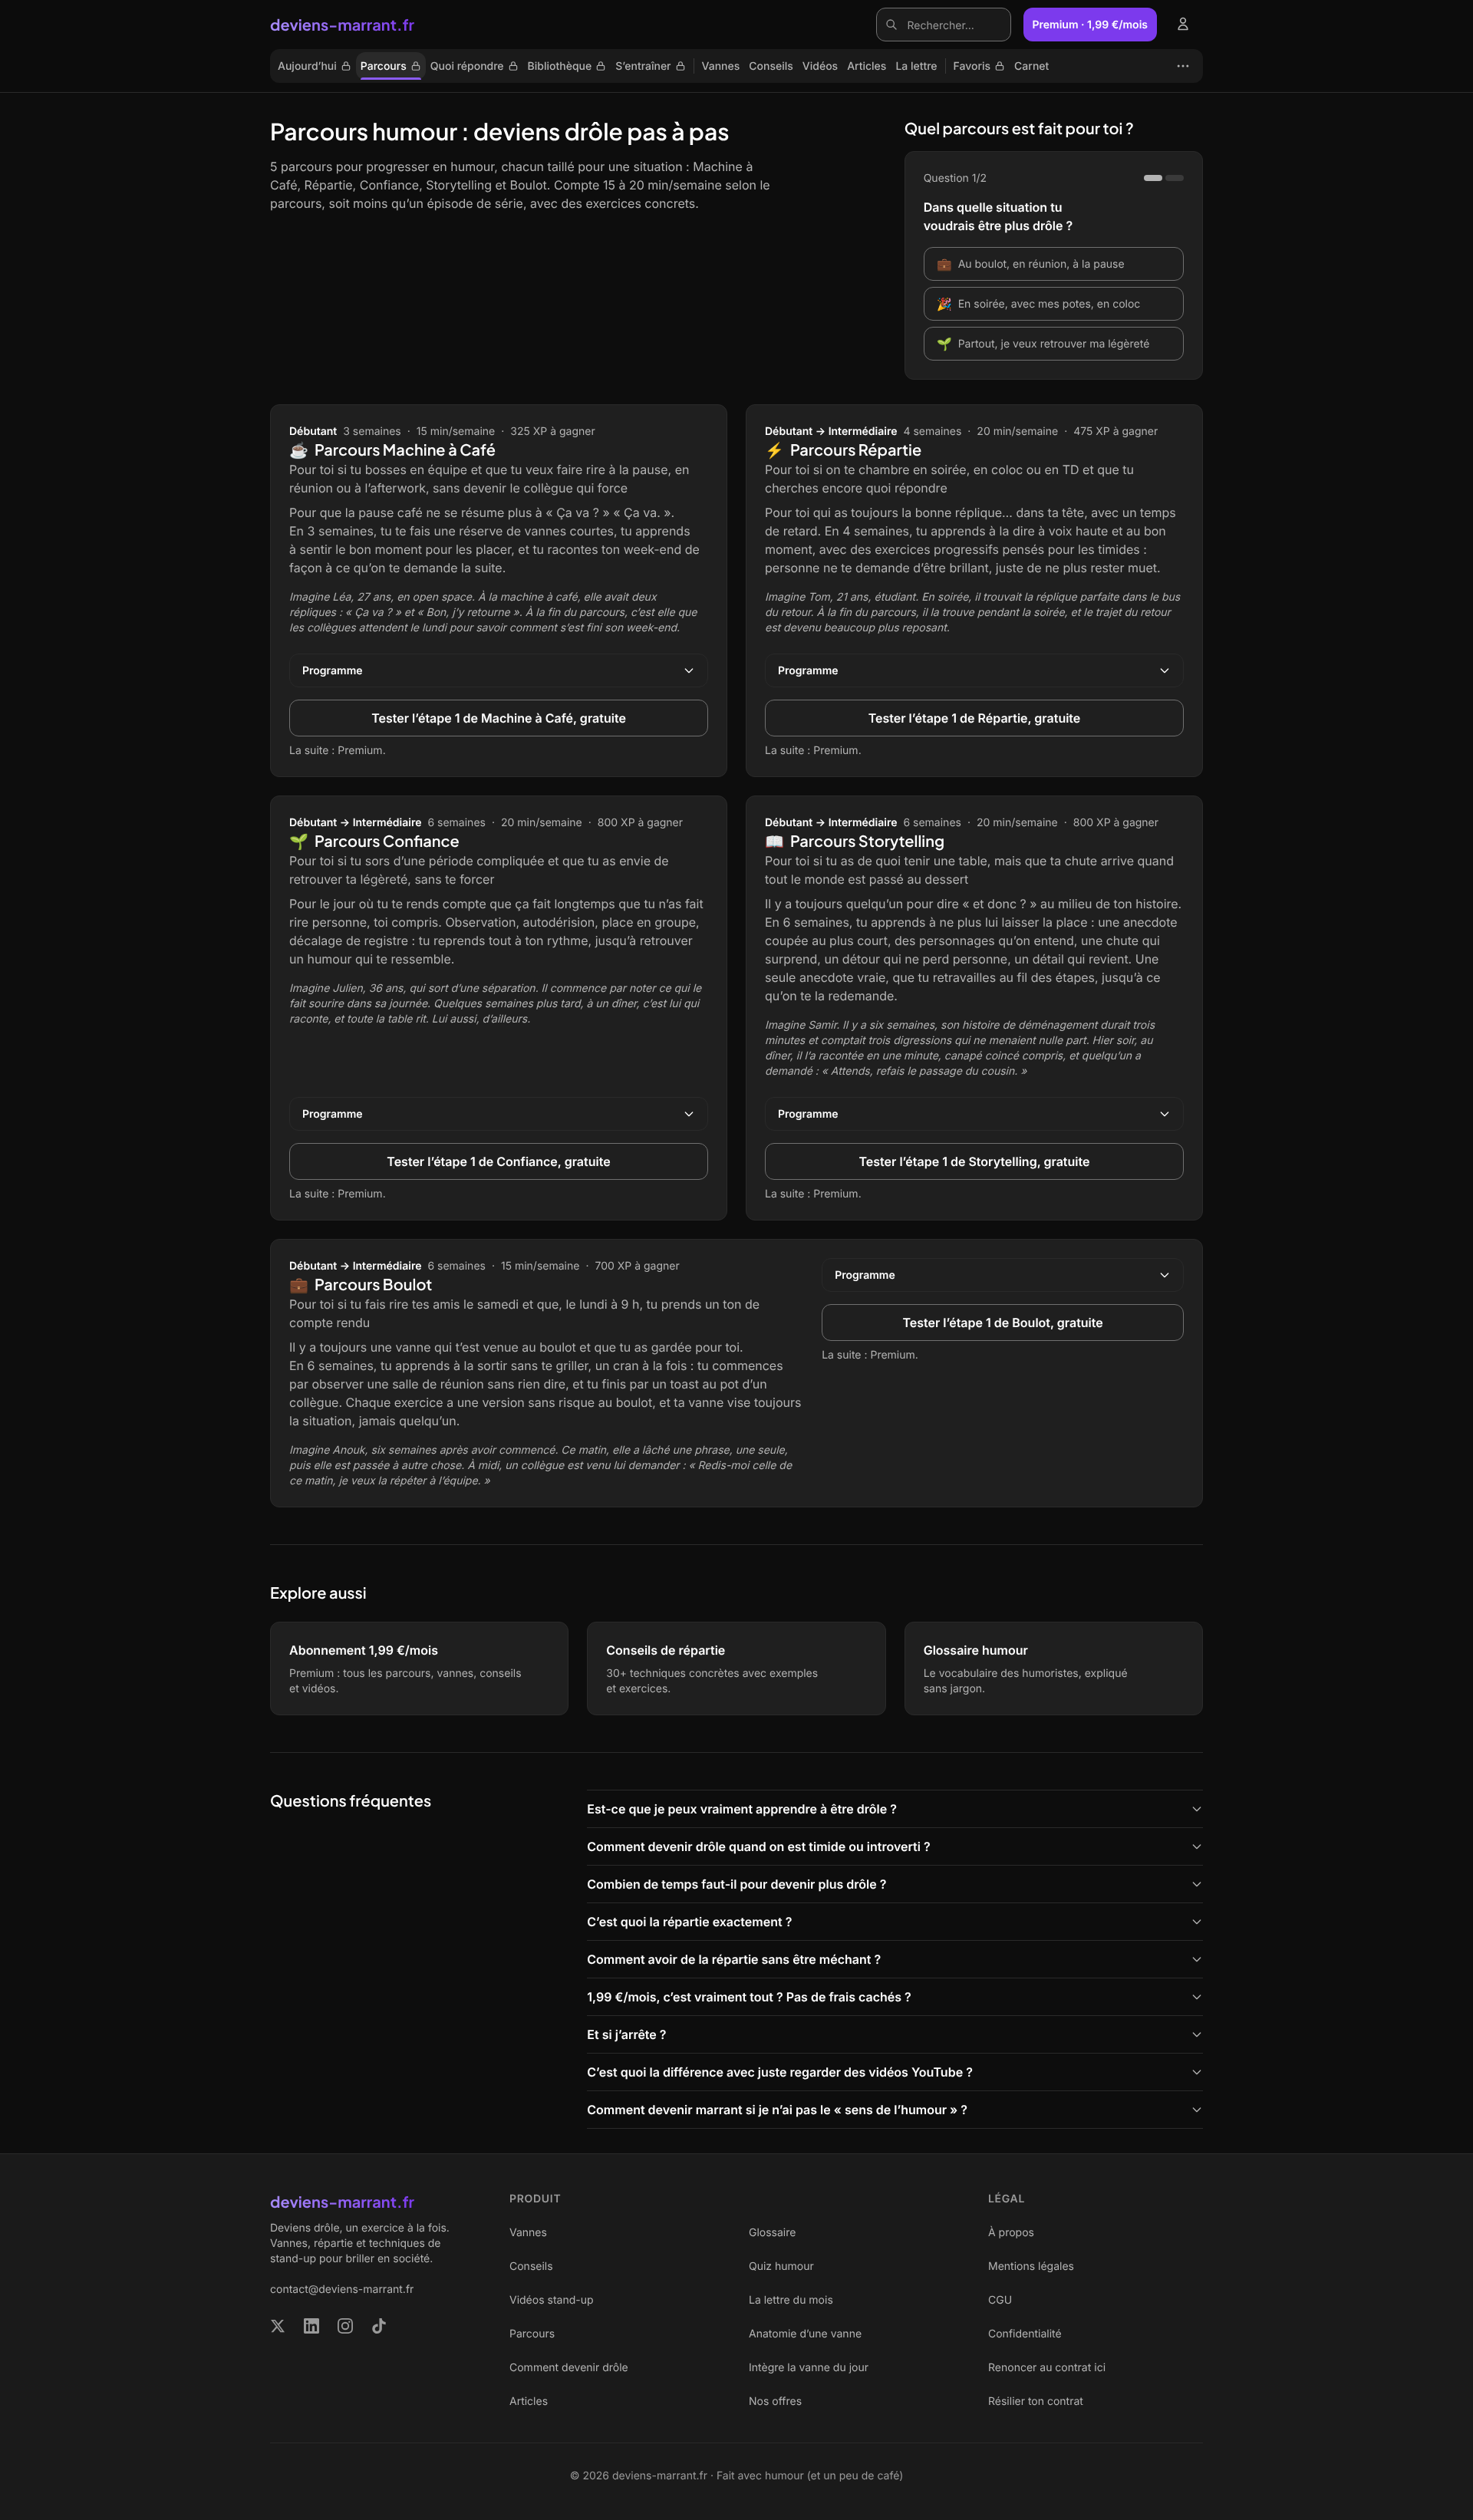 deviens-marrant.fr
Rechercher...
Premium · 1,99 €/mois
Aujourd’hui
Parcours
Quoi répondre
Bibliothèque
S’entraîner
Vannes
Conseils
Vidéos
Articles
La lettre
Favoris
Carnet
Parcours humour : deviens drôle pas à pas
5 parcours pour progresser en humour, chacun taillé pour une situation : Machine à
Café, Répartie, Confiance, Storytelling et Boulot. Compte 15 à 20 min/semaine selon le
parcours, soit moins qu’un épisode de série, avec des exercices concrets.
Quel parcours est fait pour toi ?
Question 1/2
Dans quelle situation tu
voudrais être plus drôle ?
Au boulot, en réunion, à la pause
En soirée, avec mes potes, en coloc
Partout, je veux retrouver ma légèreté
Débutant 3 semaines · 15 min/semaine · 325 XP à gagner
Parcours Machine à Café
Pour toi si tu bosses en équipe et que tu veux faire rire à la pause, en
réunion ou à l’afterwork, sans devenir le collègue qui force
Pour que la pause café ne se résume plus à « Ça va ? » « Ça va. ».
En 3 semaines, tu te fais une réserve de vannes courtes, tu apprends
à sentir le bon moment pour les placer, et tu racontes ton week-end de
façon à ce qu’on te demande la suite.
Imagine Léa, 27 ans, en open space. À la machine à café, elle avait deux
répliques : « Ça va ? » et « Bon, j’y retourne ». À la fin du parcours, c’est elle que
les collègues attendent le lundi pour savoir comment s’est fini son week-end.
Programme
Tester l’étape 1 de Machine à Café, gratuite
La suite : Premium.
Débutant → Intermédiaire 4 semaines · 20 min/semaine · 475 XP à gagner
Parcours Répartie
Pour toi si on te chambre en soirée, en coloc ou en TD et que tu
cherches encore quoi répondre
Pour toi qui as toujours la bonne réplique… dans ta tête, avec un temps
de retard. En 4 semaines, tu apprends à la dire à voix haute et au bon
moment, avec des exercices progressifs pensés pour les timides :
personne ne te demande d’être brillant, juste de ne plus rester muet.
Imagine Tom, 21 ans, étudiant. En soirée, il trouvait la réplique parfaite dans le bus
du retour. À la fin du parcours, il la trouve pendant la soirée, et le trajet du retour
est devenu beaucoup plus reposant.
Programme
Tester l’étape 1 de Répartie, gratuite
La suite : Premium.
Débutant → Intermédiaire 6 semaines · 20 min/semaine · 800 XP à gagner
Parcours Confiance
Pour toi si tu sors d’une période compliquée et que tu as envie de
retrouver ta légèreté, sans te forcer
Pour le jour où tu te rends compte que ça fait longtemps que tu n’as fait
rire personne, toi compris. Observation, autodérision, place en groupe,
décalage de registre : tu reprends tout à ton rythme, jusqu’à retrouver
un humour qui te ressemble.
Imagine Julien, 36 ans, qui sort d’une séparation. Il commence par noter ce qui le
fait sourire dans sa journée. Quelques semaines plus tard, à un dîner, c’est lui qui
raconte, et toute la table rit. Lui aussi, d’ailleurs.
Programme
Tester l’étape 1 de Confiance, gratuite
La suite : Premium.
Débutant → Intermédiaire 6 semaines · 20 min/semaine · 800 XP à gagner
Parcours Storytelling
Pour toi si tu as de quoi tenir une table, mais que ta chute arrive quand
tout le monde est passé au dessert
Il y a toujours quelqu’un pour dire « et donc ? » au milieu de ton histoire.
En 6 semaines, tu apprends à ne plus lui laisser la place : une anecdote
coupée au plus court, des personnages qu’on entend, une chute qui
surprend, un détour qui ne perd personne, un détail qui revient. Une
seule anecdote vraie, que tu retravailles au fil des étapes, jusqu’à ce
qu’on te la redemande.
Imagine Samir. Il y a six semaines, son histoire de déménagement durait trois
minutes et comptait trois digressions qui ne menaient nulle part. Hier soir, au
dîner, il l’a racontée en une minute, canapé coincé compris, et quelqu’un a
demandé : « Attends, refais le passage du cousin. »
Programme
Tester l’étape 1 de Storytelling, gratuite
La suite : Premium.
Débutant → Intermédiaire 6 semaines · 15 min/semaine · 700 XP à gagner
Parcours Boulot
Pour toi si tu fais rire tes amis le samedi et que, le lundi à 9 h, tu prends un ton de
compte rendu
Il y a toujours une vanne qui t’est venue au boulot et que tu as gardée pour toi.
En 6 semaines, tu apprends à la sortir sans te griller, un cran à la fois : tu commences
par observer une salle de réunion sans rien dire, et tu finis par un toast au pot d’un
collègue. Chaque exercice a une version sans risque au boulot, et ta vanne vise toujours
la situation, jamais quelqu’un.
Imagine Anouk, six semaines après avoir commencé. Ce matin, elle a lâché une phrase, une seule,
puis elle est passée à autre chose. À midi, un collègue est venu lui demander : « Redis-moi celle de
ce matin, je veux la répéter à l’équipe. »
Programme
Tester l’étape 1 de Boulot, gratuite
La suite : Premium.
Explore aussi
Abonnement 1,99 €/mois
Premium : tous les parcours, vannes, conseils
et vidéos.
Conseils de répartie
30+ techniques concrètes avec exemples
et exercices.
Glossaire humour
Le vocabulaire des humoristes, expliqué
sans jargon.
Questions fréquentes
Est-ce que je peux vraiment apprendre à être drôle ?
Comment devenir drôle quand on est timide ou introverti ?
Combien de temps faut-il pour devenir plus drôle ?
C’est quoi la répartie exactement ?
Comment avoir de la répartie sans être méchant ?
1,99 €/mois, c’est vraiment tout ? Pas de frais cachés ?
Et si j’arrête ?
C’est quoi la différence avec juste regarder des vidéos YouTube ?
Comment devenir marrant si je n’ai pas le « sens de l’humour » ?
deviens-marrant.fr
Deviens drôle, un exercice à la fois.
Vannes, répartie et techniques de
stand-up pour briller en société.
contact@deviens-marrant.fr
PRODUIT
Vannes
Conseils
Vidéos stand-up
Parcours
Comment devenir drôle
Articles
Glossaire
Quiz humour
La lettre du mois
Anatomie d’une vanne
Intègre la vanne du jour
Nos offres
LÉGAL
À propos
Mentions légales
CGU
Confidentialité
Renoncer au contrat ici
Résilier ton contrat
© 2026 deviens-marrant.fr · Fait avec humour (et un peu de café)